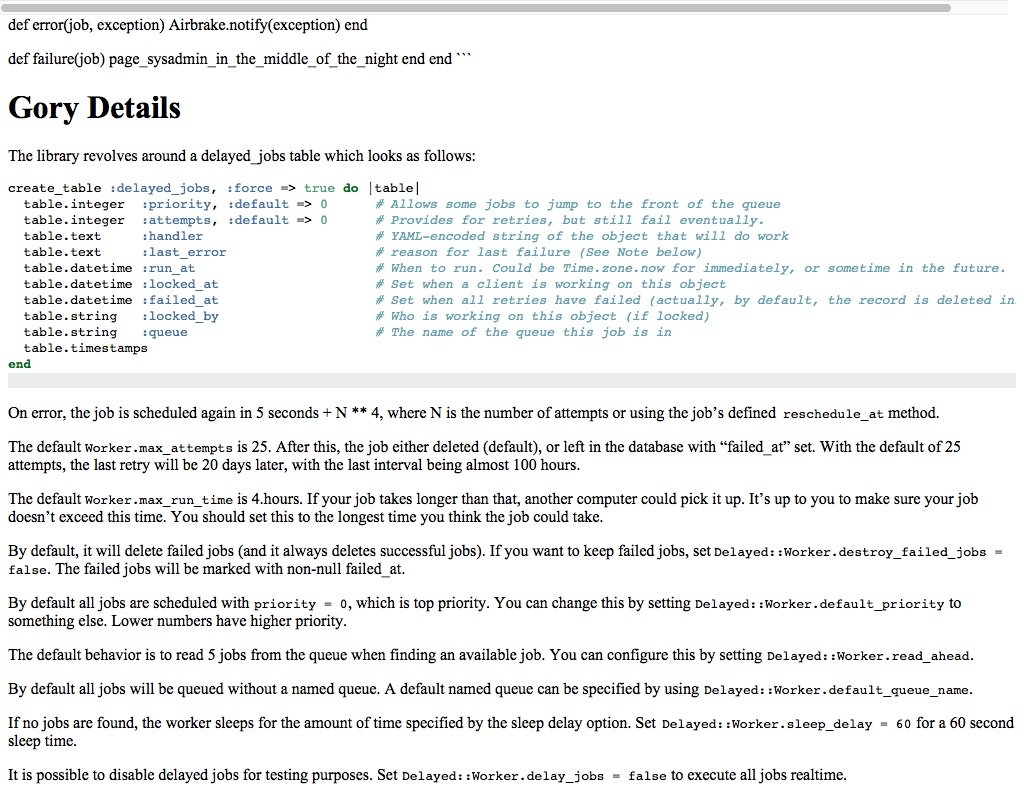 def error(job, exception) Airbrake.notify(exception) end
def failure(job) page_sysadmin_in_the_middle_of_the_night end end ```
Gory Details
The library revolves around a delayed_jobs table which looks as follows:
create_table :delayed_jobs, :force => true do |table|
  table.integer  :priority, :default => 0      # Allows some jobs to jump to the front of the queue
  table.integer  :attempts, :default => 0      # Provides for retries, but still fail eventually.
  table.text     :handler                      # YAML-encoded string of the object that will do work
  table.text     :last_error                   # reason for last failure (See Note below)
  table.datetime :run_at                       # When to run. Could be Time.zone.now for immediately, or sometime in the future.
  table.datetime :locked_at                    # Set when a client is working on this object
  table.datetime :failed_at                    # Set when all retries have failed (actually, by default, the record is deleted in
  table.string   :locked_by                    # Who is working on this object (if locked)
  table.string   :queue                        # The name of the queue this job is in
  table.timestamps
end
On error, the job is scheduled again in 5 seconds + N ** 4, where N is the number of attempts or using the job’s defined reschedule_at method.
The default Worker.max_attempts is 25. After this, the job either deleted (default), or left in the database with “failed_at” set. With the default of 25
attempts, the last retry will be 20 days later, with the last interval being almost 100 hours.
The default Worker.max_run_time is 4.hours. If your job takes longer than that, another computer could pick it up. It’s up to you to make sure your job
doesn’t exceed this time. You should set this to the longest time you think the job could take.
By default, it will delete failed jobs (and it always deletes successful jobs). If you want to keep failed jobs, set Delayed::Worker.destroy_failed_jobs =
false. The failed jobs will be marked with non-null failed_at.
By default all jobs are scheduled with priority = 0, which is top priority. You can change this by setting Delayed::Worker.default_priority to
something else. Lower numbers have higher priority.
The default behavior is to read 5 jobs from the queue when finding an available job. You can configure this by setting Delayed::Worker.read_ahead.
By default all jobs will be queued without a named queue. A default named queue can be specified by using Delayed::Worker.default_queue_name.
If no jobs are found, the worker sleeps for the amount of time specified by the sleep delay option. Set Delayed::Worker.sleep_delay = 60 for a 60 second
sleep time.
It is possible to disable delayed jobs for testing purposes. Set Delayed::Worker.delay_jobs = false to execute all jobs realtime.